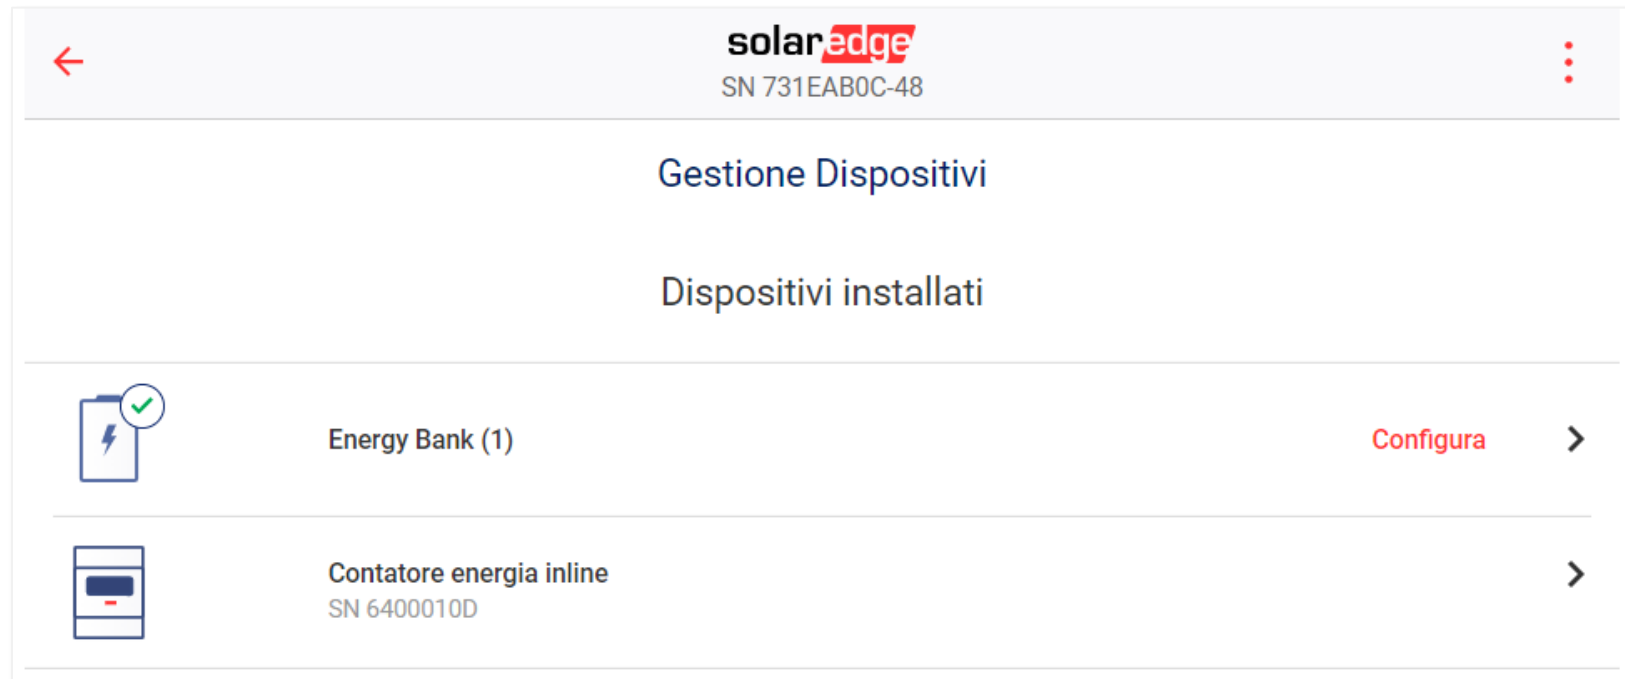 solaredge
SN 731EAB0C-48
Gestione Dispositivi
Dispositivi installati
Energy Bank (1)
Configura
Contatore energia inline
SN 6400010D